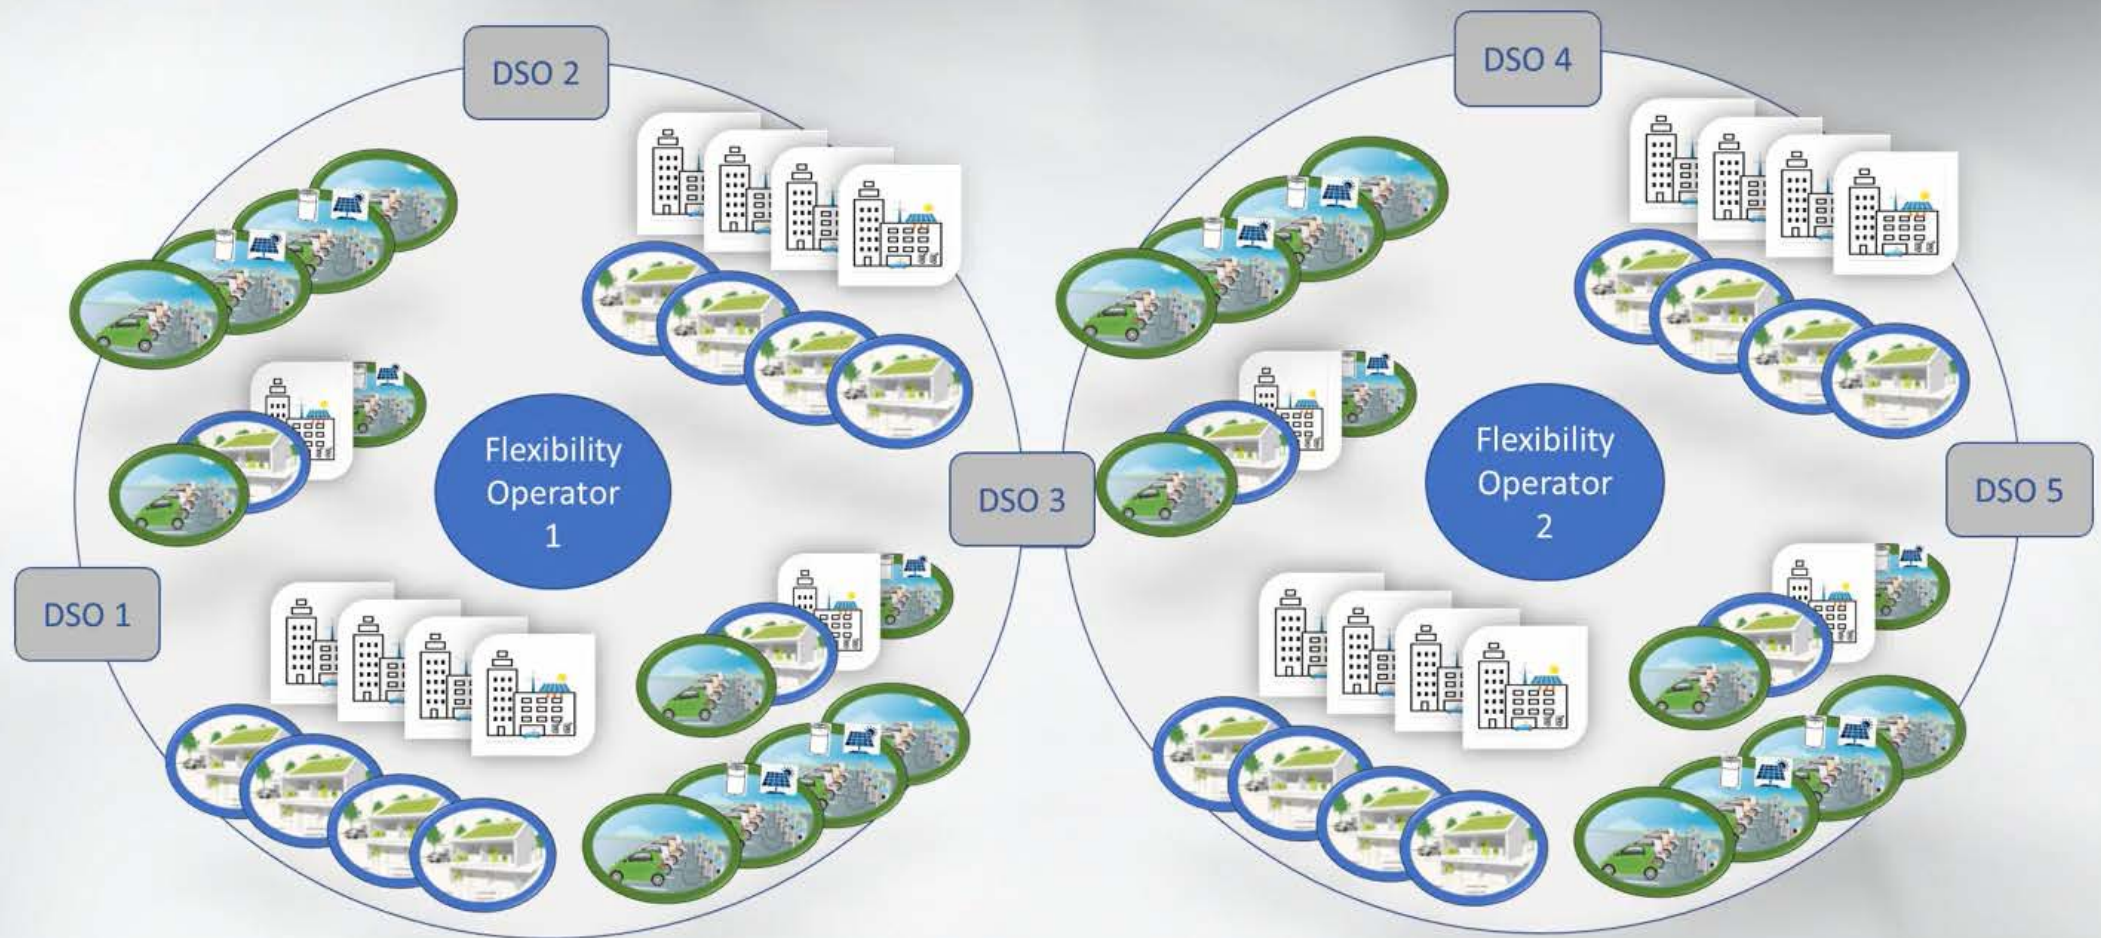 DSO 2
DSO 4
Flexibility
Operator
1
Flexibility
Operator
2
DSO 3
DSO 5
DSO 1